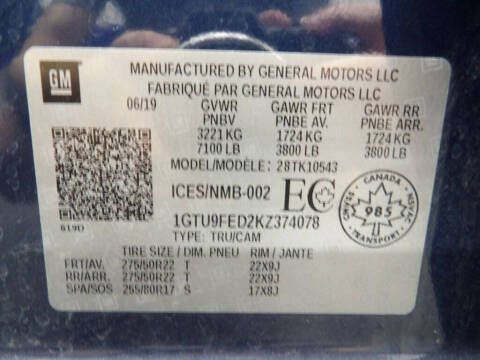 GM
MANUFACTURED BY GENERAL MOTORS LLC
FABRIQUÉ PAR GENERAL MOTORS LLC
06/19 GVWR GAWR FRT GAWR RR
PNBV PNBE AV. PNBE ARR.
3221 KG 1724 KG 1724 KG
7100 LB 3800 LB 3800 LB
MODEL/MODÈLE: 28TK10543
ICES/NMB-002 EC
CANADA
985
TRANSPORT
1GTU9FED2KZ374078
619D
TYPE: TRU/CAM
TIRE SIZE / DIM. PNEU RIM / JANTE
FRT/AV. 275/50R22 T 22X9J
RR/ARR. 275/50R22 T 22X9J
SPA/SOS 255/80R17 S 17X8J